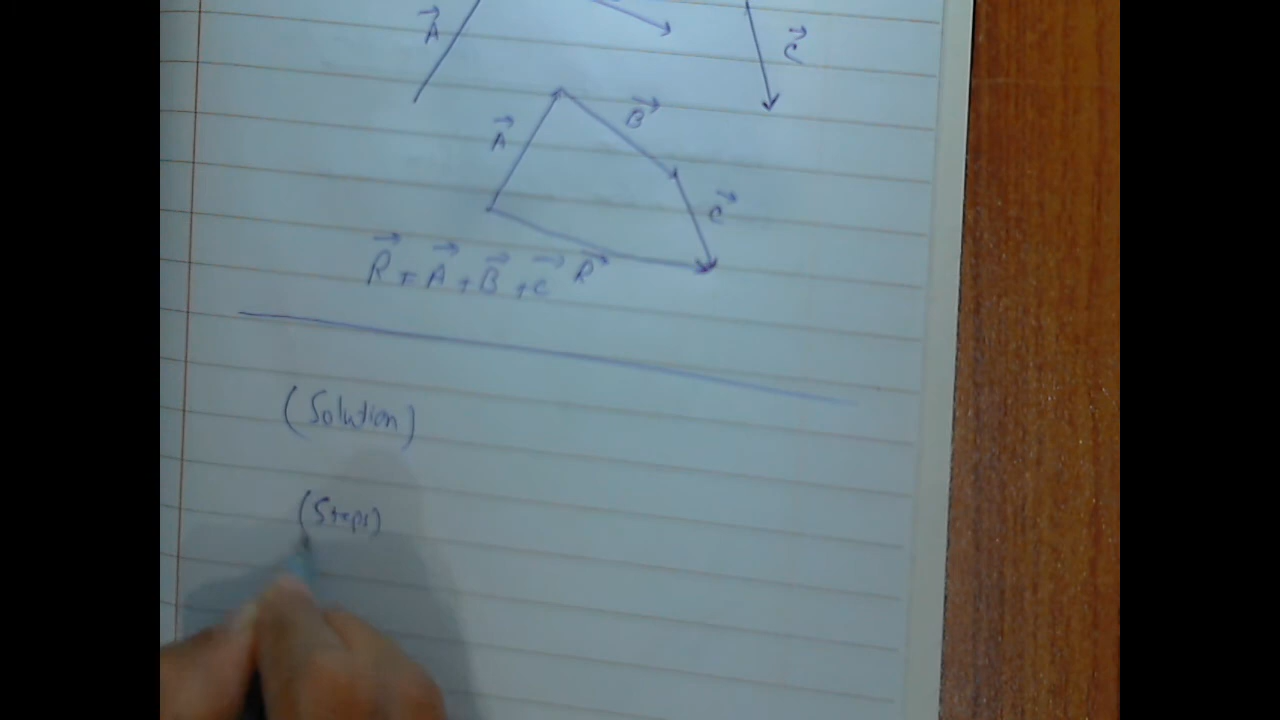 A⃗
C⃗
A⃗ B⃗
C⃗
R⃗ = A⃗ + B⃗ + C⃗ R⃗
(Solution)
(Steps)